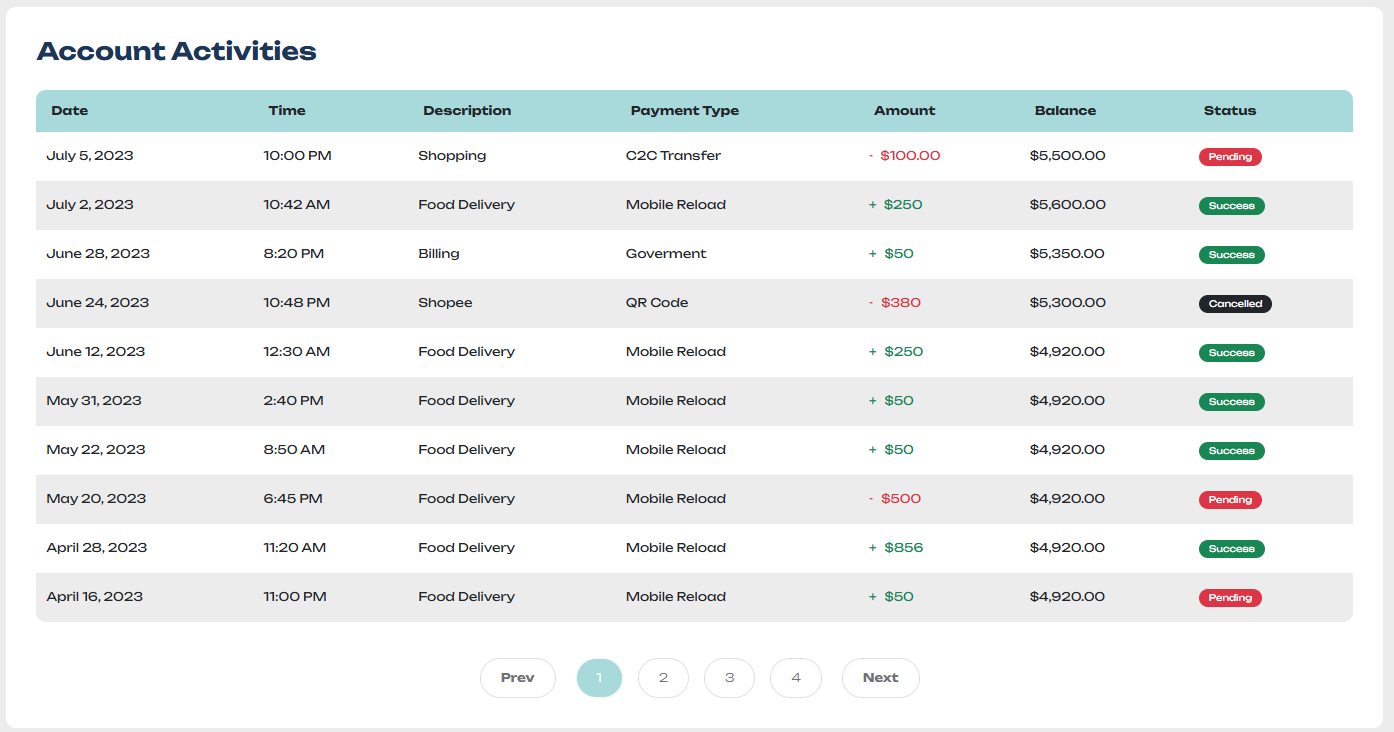 Account Activities
Date Time Description Payment Type Amount Balance Status
July 5, 2023 10:00 PM Shopping C2C Transfer - $100.00 $5,500.00 Pending
July 2, 2023 10:42 AM Food Delivery Mobile Reload + $250 $5,600.00 Success
June 28, 2023 8:20 PM Billing Goverment + $50 $5,350.00 Success
June 24, 2023 10:48 PM Shopee QR Code - $380 $5,300.00 Cancelled
June 12, 2023 12:30 AM Food Delivery Mobile Reload + $250 $4,920.00 Success
May 31, 2023 2:40 PM Food Delivery Mobile Reload + $50 $4,920.00 Success
May 22, 2023 8:50 AM Food Delivery Mobile Reload + $50 $4,920.00 Success
May 20, 2023 6:45 PM Food Delivery Mobile Reload - $500 $4,920.00 Pending
April 28, 2023 11:20 AM Food Delivery Mobile Reload + $856 $4,920.00 Success
April 16, 2023 11:00 PM Food Delivery Mobile Reload + $50 $4,920.00 Pending
Prev 1 2 3 4 Next